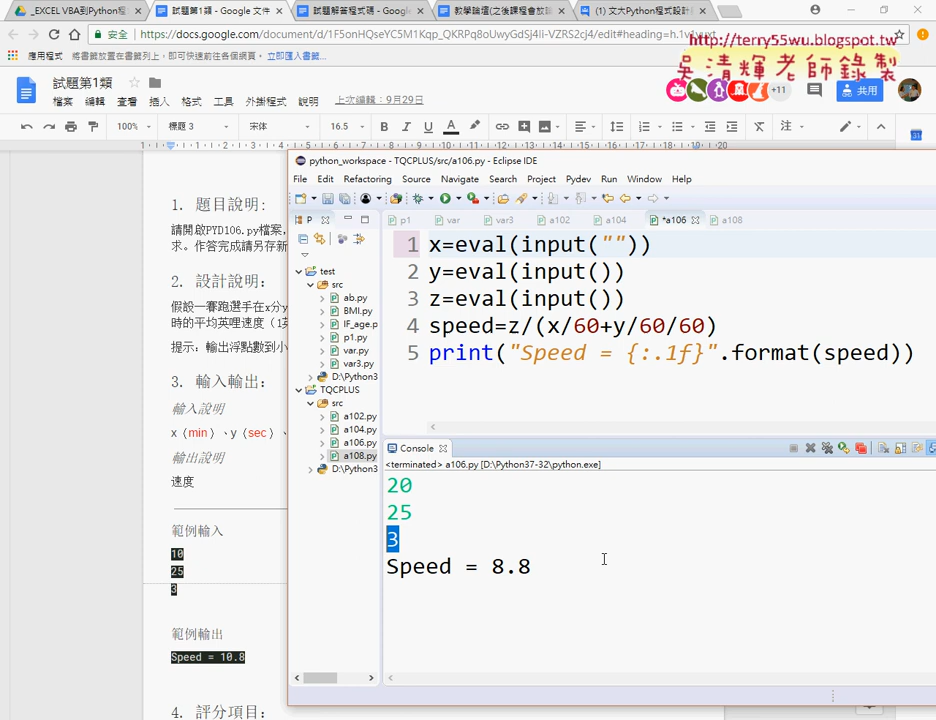 _EXCEL VBA到Python程
試題第1類 - Google 文件
試題解答程式碼 - Googl
教學論壇(之後課程會放論
(1) 文大Python程式設計
安全
https://docs.google.com/document/d/1F5onHQseYC5M1Kqp_QKRPq8oUwyGdSJ4Ii-VZRS2cj4/edit#heading=h.1v
應用程式
將書籤放置在書籤列上，即可快速前往各個網頁。
立即匯入書籤...
http://terry55wu.blogspot.tw
吳清輝老師錄製
試題第1類
檔案 編輯 查看 插入 格式 工具 外掛程式 說明
上次編輯：9月29日
+11
共用
100%
標題 3
宋体
16.5
B I U A
注
1. 題目說明:
請開啟PYD106.py檔案，
求。作答完成請另存新
2. 設計說明:
假設一賽跑選手在x分y
時的平均英哩速度（1英
提示：輸出浮點數到小
3. 輸入輸出:
輸入說明
x（min）、y（sec）、
輸出說明
速度
範例輸入
10
25
3
範例輸出
Speed = 10.8
4. 評分項目:
python_workspace - TQCPLUS/src/a106.py - Eclipse IDE
File Edit Refactoring Source Navigate Search Project Pydev Run Window Help
P
p1
var
var3
a102
a104
*a106
a108
test
src
ab.py
BMI.py
IF_age.p
p1.py
var.py
var3.py
D:\Python3
TQCPLUS
src
a102.py
a104.py
a106.py
a108.py
D:\Python3
1 x=eval(input(""))
2 y=eval(input())
3 z=eval(input())
4 speed=z/(x/60+y/60/60)
5 print("Speed = {:.1f}".format(speed))
Console
<terminated> a106.py [D:\Python37-32\python.exe]
20
25
3
Speed = 8.8